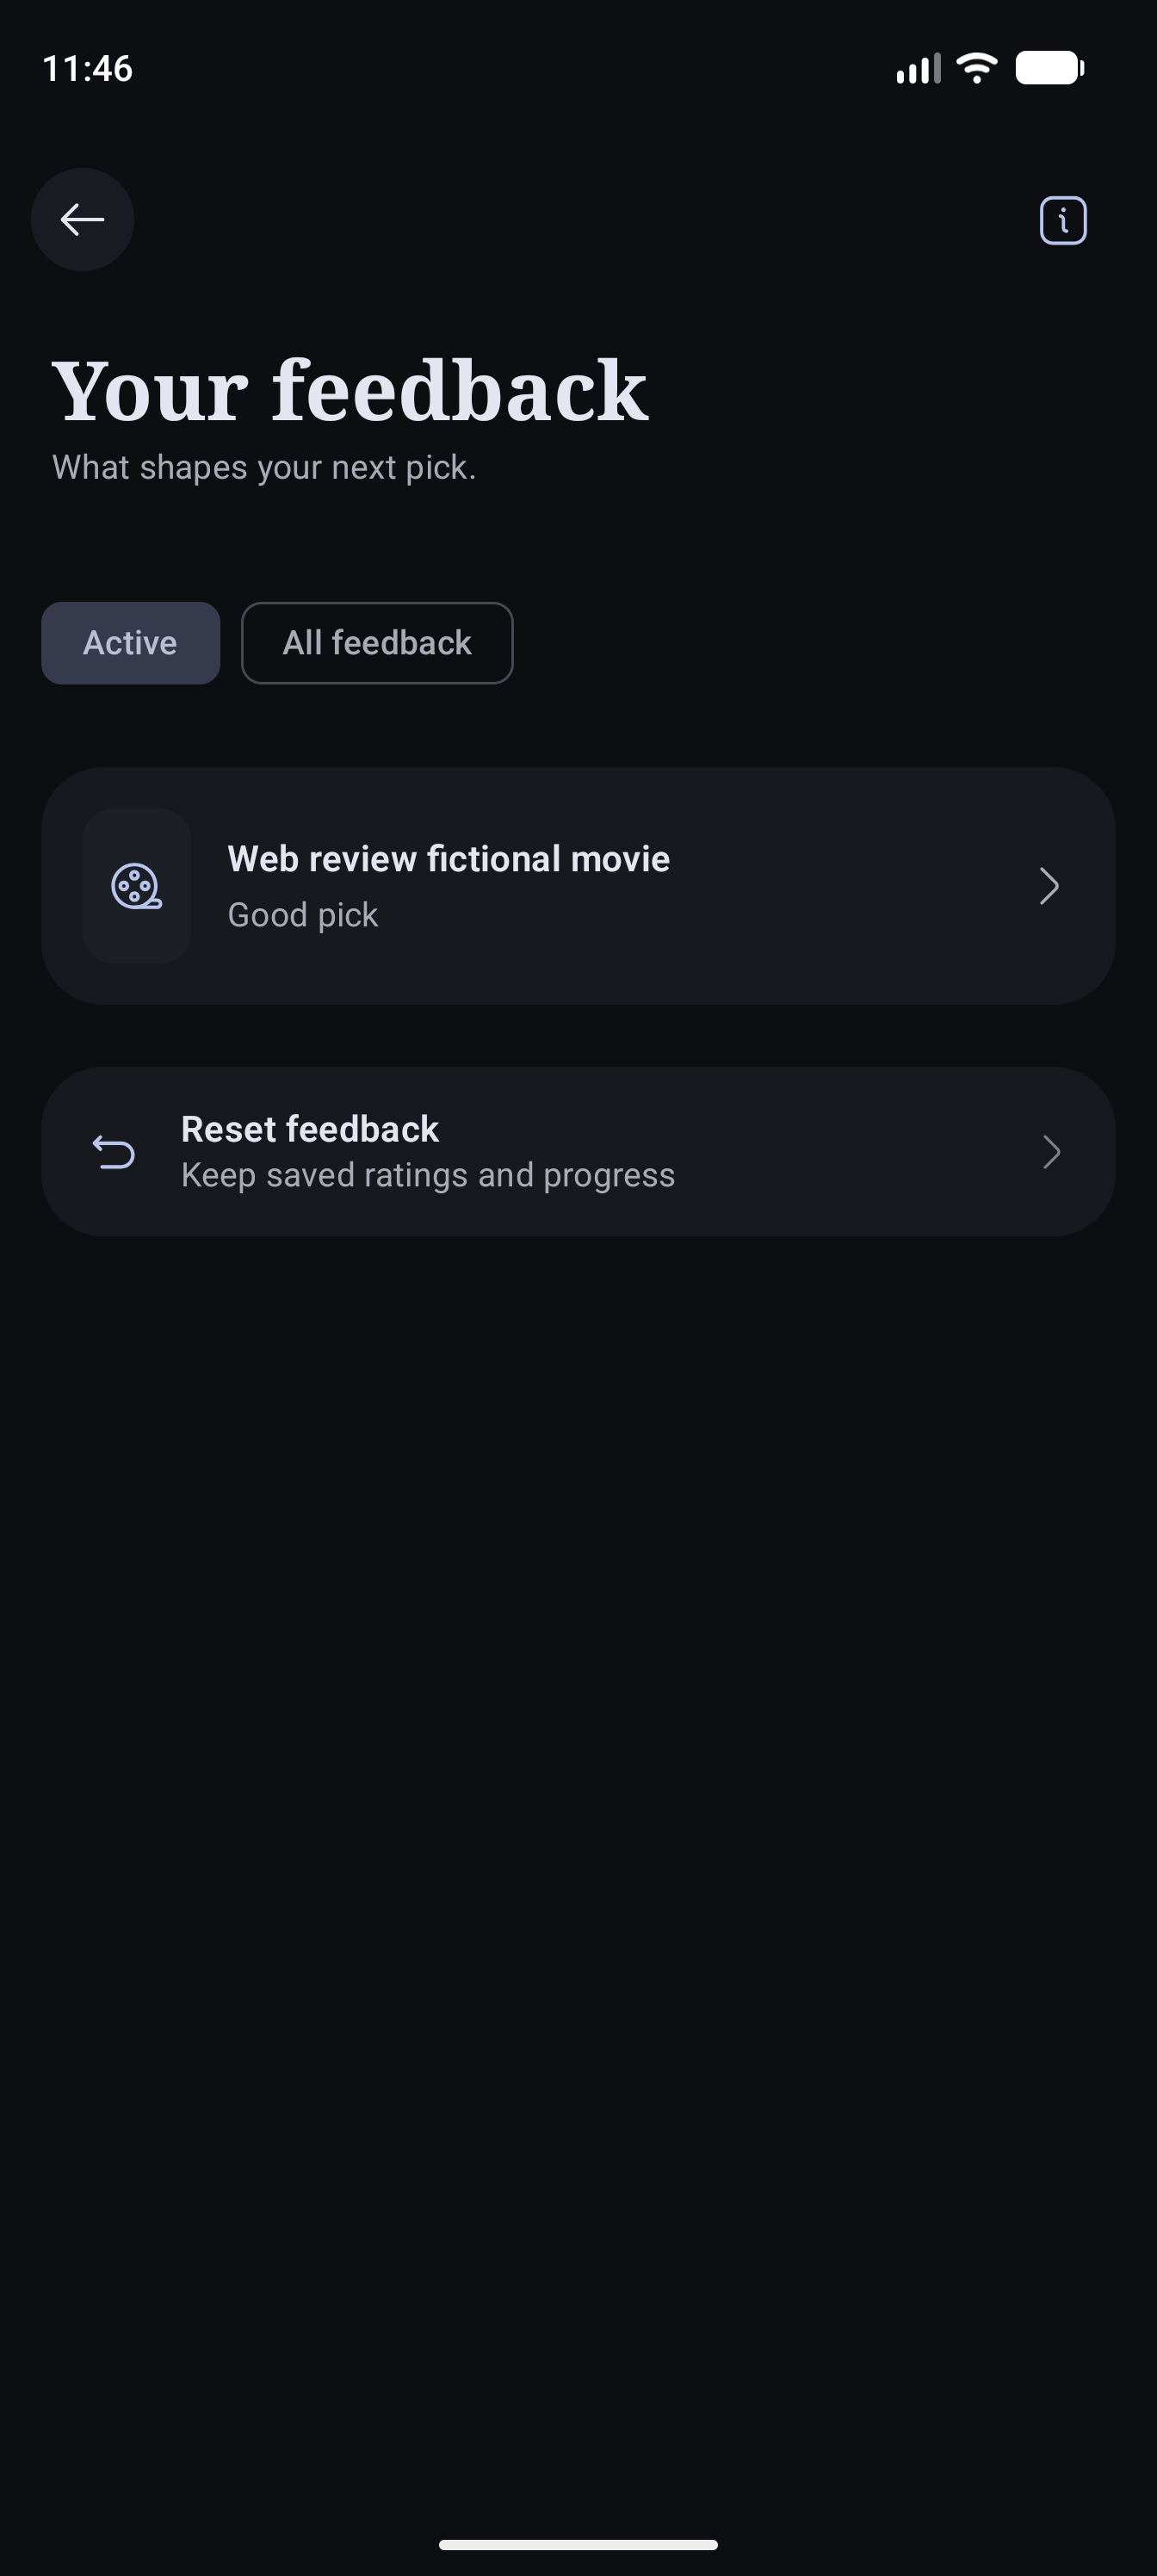 11:46
Your feedback
What shapes your next pick.
Active
All feedback
Web review fictional movie
Good pick
Reset feedback
Keep saved ratings and progress